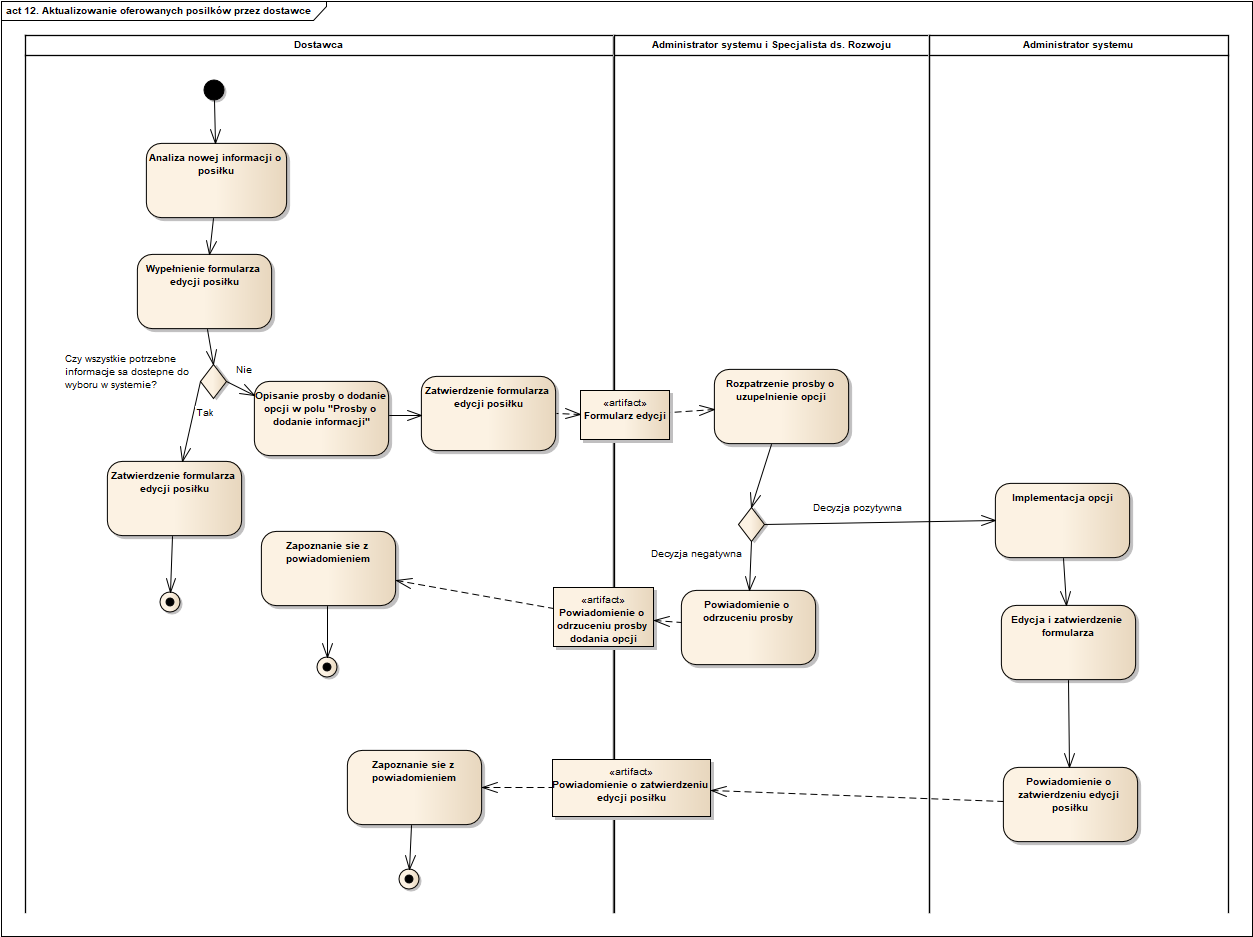 act 12. Aktualizowanie oferowanych posilków przez dostawce
Dostawca
Administrator systemu i Specjalista ds. Rozwoju
Administrator systemu
Analiza nowej informacji o
posiłku
Wypełnienie formularza
edycji posiłku
Czy wszystkie potrzebne
informacje sa dostepne do
wyboru w systemie?
Nie
Tak
Opisanie prosby o dodanie
opcji w polu "Prosby o
dodanie informacji"
Zatwierdzenie formularza
edycji posiłku
«artifact»
Formularz edycji
Rozpatrzenie prosby o
uzupelnienie opcji
Zatwierdzenie formularza
edycji posiłku
Decyzja pozytywna
Implementacja opcji
Decyzja negatywna
Zapoznanie sie z
powiadomieniem
«artifact»
Powiadomienie o
odrzuceniu prosby
dodania opcji
Powiadomienie o
odrzuceniu prosby
Edycja i zatwierdzenie
formularza
Zapoznanie sie z
powiadomieniem
«artifact»
Powiadomienie o zatwierdzeniu
edycji posiłku
Powiadomienie o
zatwierdzeniu edycji
posiłku